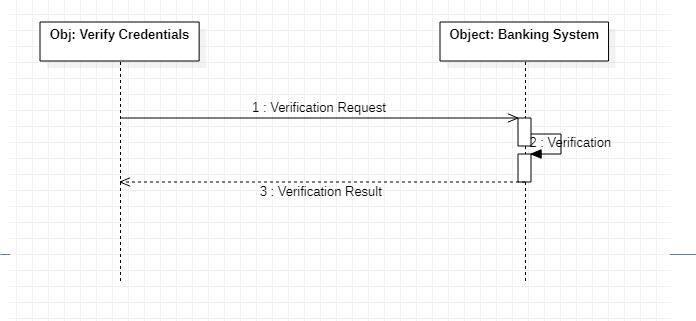 Obj: Verify Credentials
Object: Banking System
1 : Verification Request
2 : Verification
3 : Verification Result